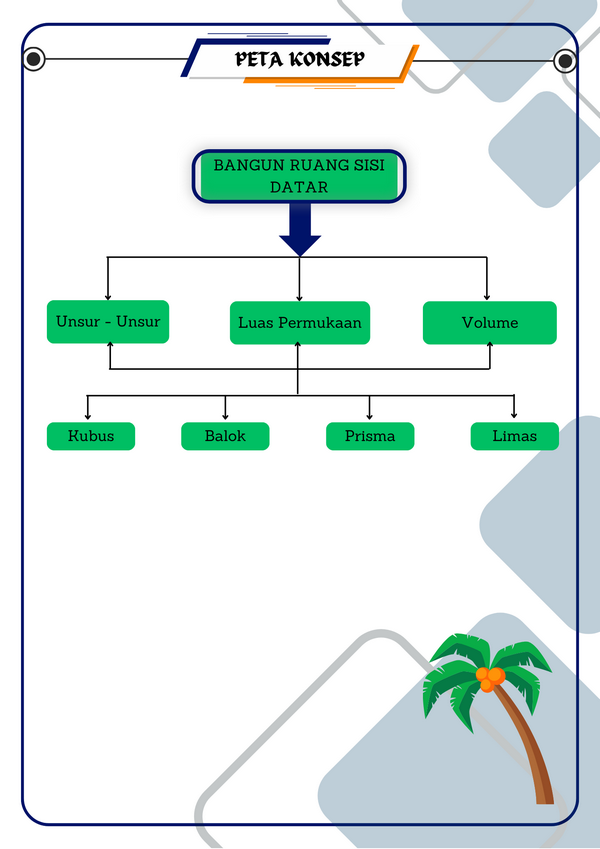 PETA KONSEP
BANGUN RUANG SISI
DATAR
Unsur - Unsur
Luas Permukaan
Volume
Kubus
Balok
Prisma
Limas